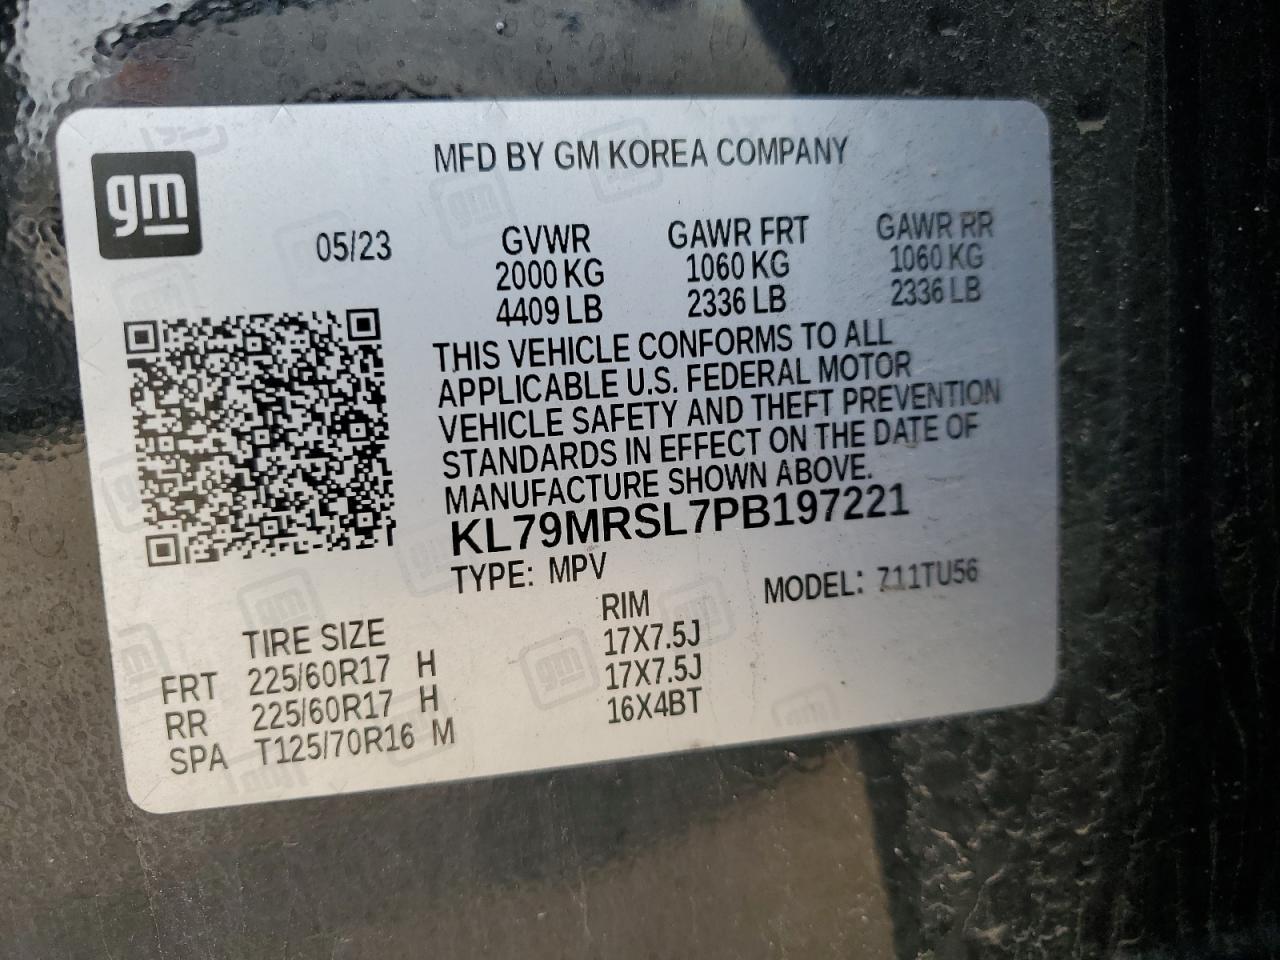 gm
MFD BY GM KOREA COMPANY
05/23
GVWR
2000 KG
4409 LB
GAWR FRT
1060 KG
2336 LB
GAWR RR
1060 KG
2336 LB
THIS VEHICLE CONFORMS TO ALL
APPLICABLE U.S. FEDERAL MOTOR
VEHICLE SAFETY AND THEFT PREVENTION
STANDARDS IN EFFECT ON THE DATE OF
MANUFACTURE SHOWN ABOVE.
KL79MRSL7PB197221
TYPE: MPV
MODEL: 711TU56
TIRE SIZE RIM
FRT 225/60R17 H 17X7.5J
RR 225/60R17 H 17X7.5J
SPA T125/70R16 M 16X4BT